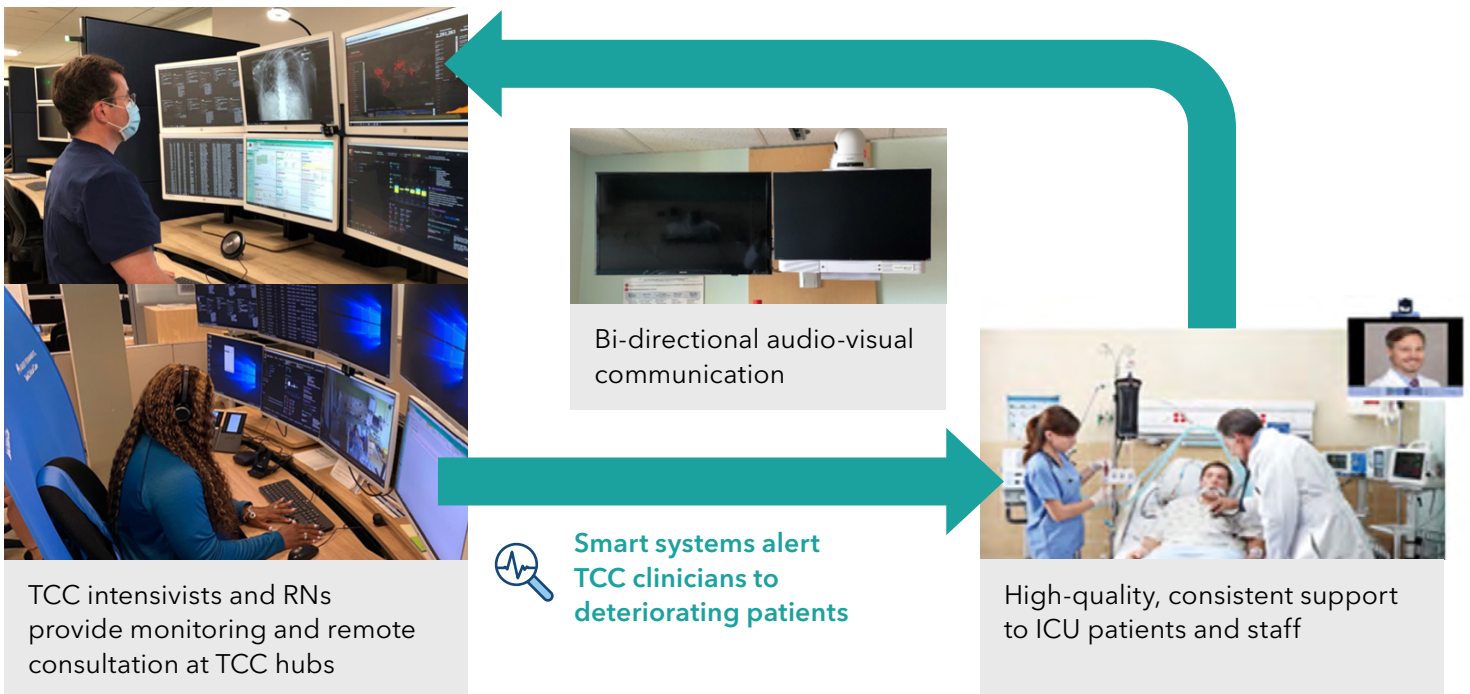 Bi-directional audio-visual
communication
Smart systems alert
TCC clinicians to
deteriorating patients
TCC intensivists and RNs
provide monitoring and remote
consultation at TCC hubs
High-quality, consistent support
to ICU patients and staff